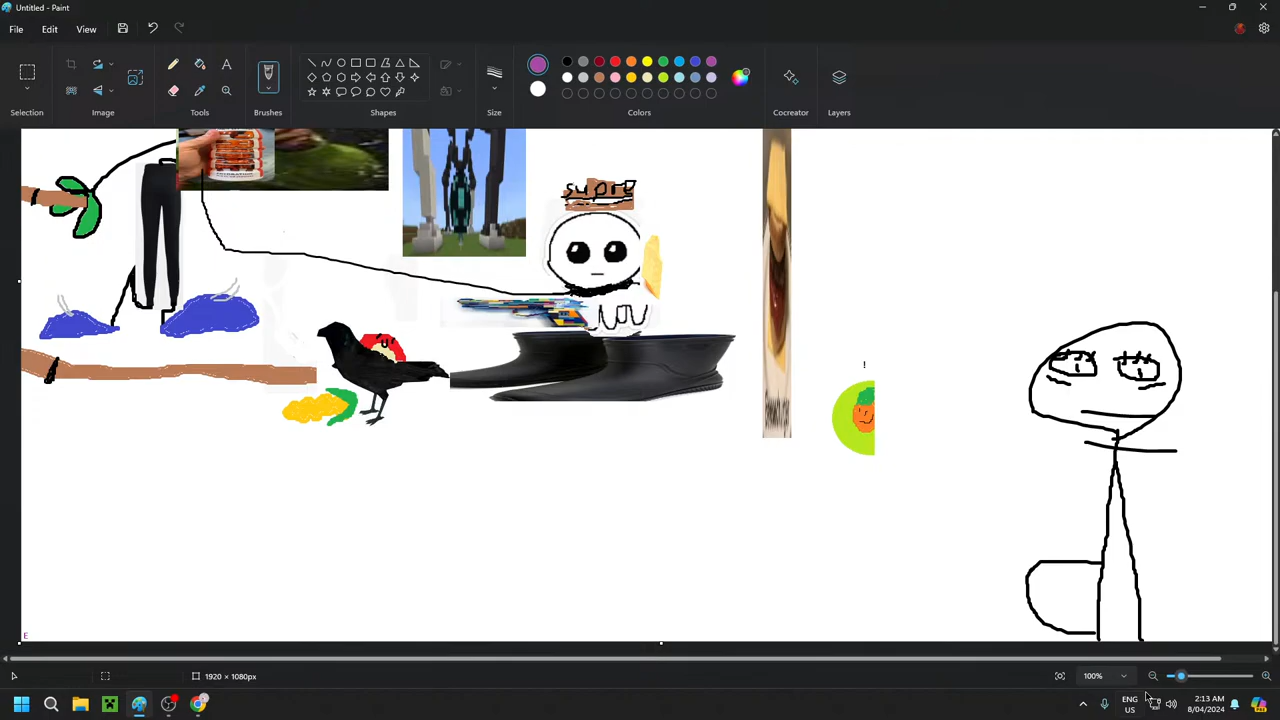 Untitled - Paint
File
Edit
View
Selection
Image
Tools
Brushes
Shapes
Size
Colors
Cocreator
Layers
supre
!
E
1920 × 1080px
100%
ENG
US
2:13 AM
8/04/2024